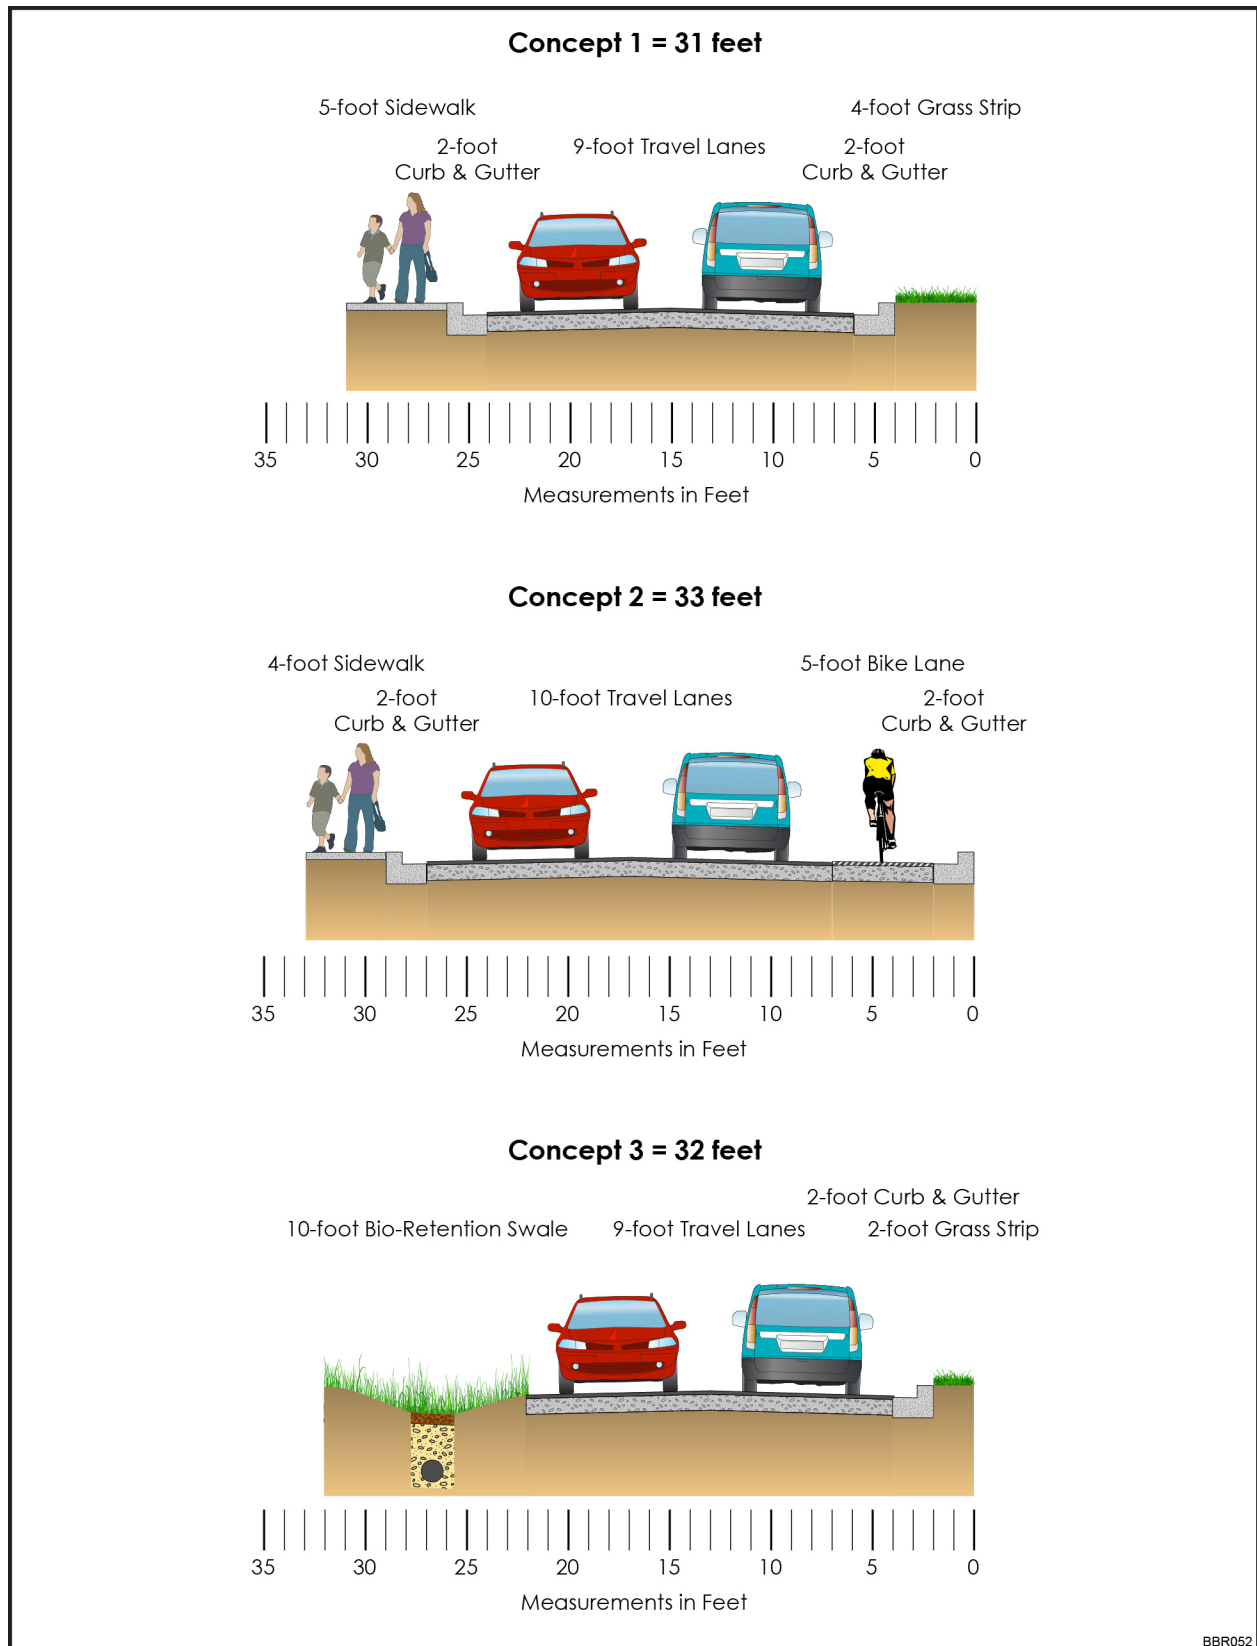 Concept 1 = 31 feet
5-foot Sidewalk
4-foot Grass Strip
2-foot
Curb & Gutter
9-foot Travel Lanes
2-foot
Curb & Gutter
35 30 25 20 15 10 5 0
Measurements in Feet
Concept 2 = 33 feet
4-foot Sidewalk
5-foot Bike Lane
2-foot
Curb & Gutter
10-foot Travel Lanes
2-foot
Curb & Gutter
35 30 25 20 15 10 5 0
Measurements in Feet
Concept 3 = 32 feet
2-foot Curb & Gutter
10-foot Bio-Retention Swale
9-foot Travel Lanes
2-foot Grass Strip
35 30 25 20 15 10 5 0
Measurements in Feet
BBR052